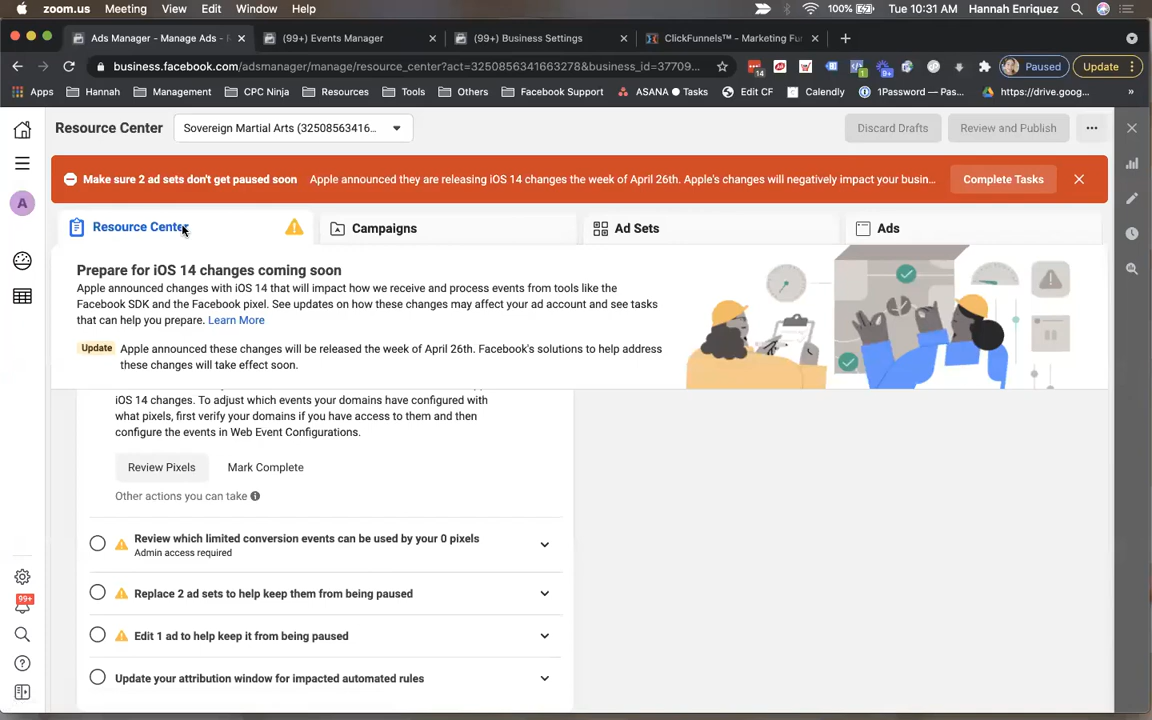 zoom.us Meeting View Edit Window Help 100% Tue 10:31 AM Hannah Enriquez
Ads Manager - Manage Ads - (99+) Events Manager (99+) Business Settings ClickFunnels™ - Marketing Fu
business.facebook.com/adsmanager/manage/resource_center?act=3250856341663278&business_id=37709... 14 1 9+ Paused Update
Apps Hannah Management CPC Ninja Resources Tools Others Facebook Support ASANA Tasks Edit CF Calendly 1Password — Pas... https://drive.goog... »
Resource Center Sovereign Martial Arts (32508563416... Discard Drafts Review and Publish ...
A
Make sure 2 ad sets don't get paused soon Apple announced they are releasing iOS 14 changes the week of April 26th. Apple's changes will negatively impact your busin... Complete Tasks
Resource Center Campaigns Ad Sets Ads
Prepare for iOS 14 changes coming soon
Apple announced changes with iOS 14 that will impact how we receive and process events from tools like the
Facebook SDK and the Facebook pixel. See updates on how these changes may affect your ad account and see tasks
that can help you prepare. Learn More
Update Apple announced these changes will be released the week of April 26th. Facebook's solutions to help address
these changes will take effect soon.
iOS 14 changes. To adjust which events your domains have configured with
what pixels, first verify your domains if you have access to them and then
configure the events in Web Event Configurations.
Review Pixels Mark Complete
Other actions you can take
Review which limited conversion events can be used by your 0 pixels
Admin access required
Replace 2 ad sets to help keep them from being paused
99+
Edit 1 ad to help keep it from being paused
Update your attribution window for impacted automated rules